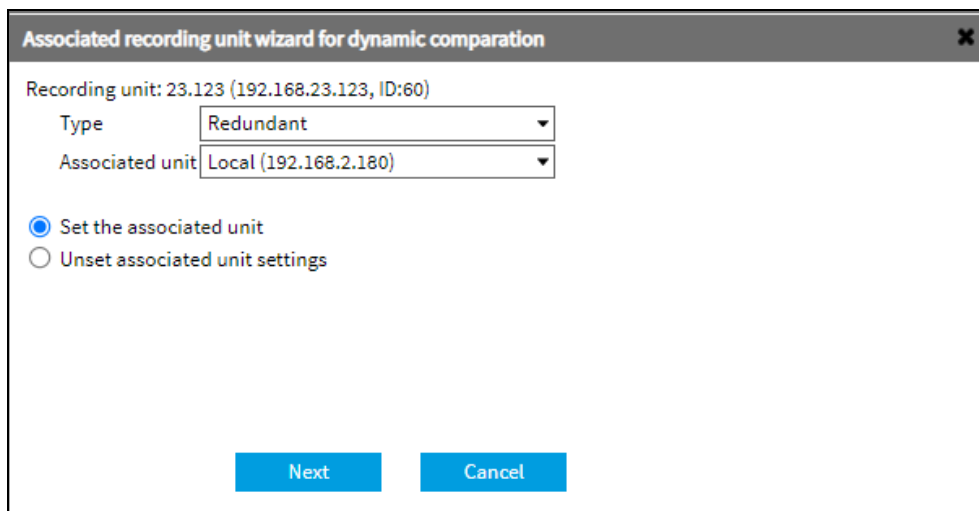 Associated recording unit wizard for dynamic comparation
Recording unit: 23.123 (192.168.23.123, ID:60)
Type Redundant
Associated unit Local (192.168.2.180)
Set the associated unit
Unset associated unit settings
Next Cancel